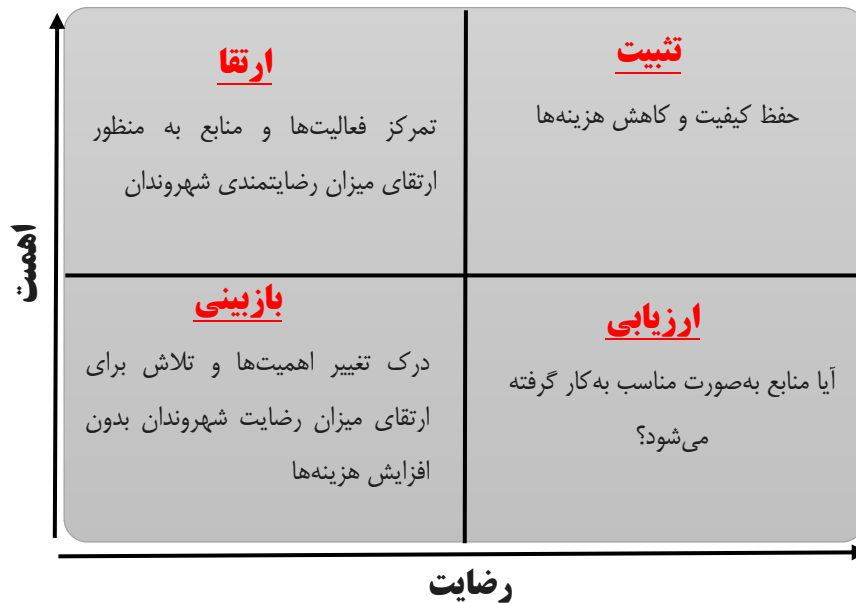 تثبیت
حفظ کیفیت و کاهش هزینه‌ها
ارتقا
تمرکز فعالیت‌ها و منابع به منظور
ارتقای میزان رضایتمندی شهروندان
ارزیابی
آیا منابع به‌صورت مناسب به‌کار گرفته
می‌شود؟
بازبینی
درک تغییر اهمیت‌ها و تلاش برای
ارتقای میزان رضایت شهروندان بدون
افزایش هزینه‌ها
اهمیت
رضایت